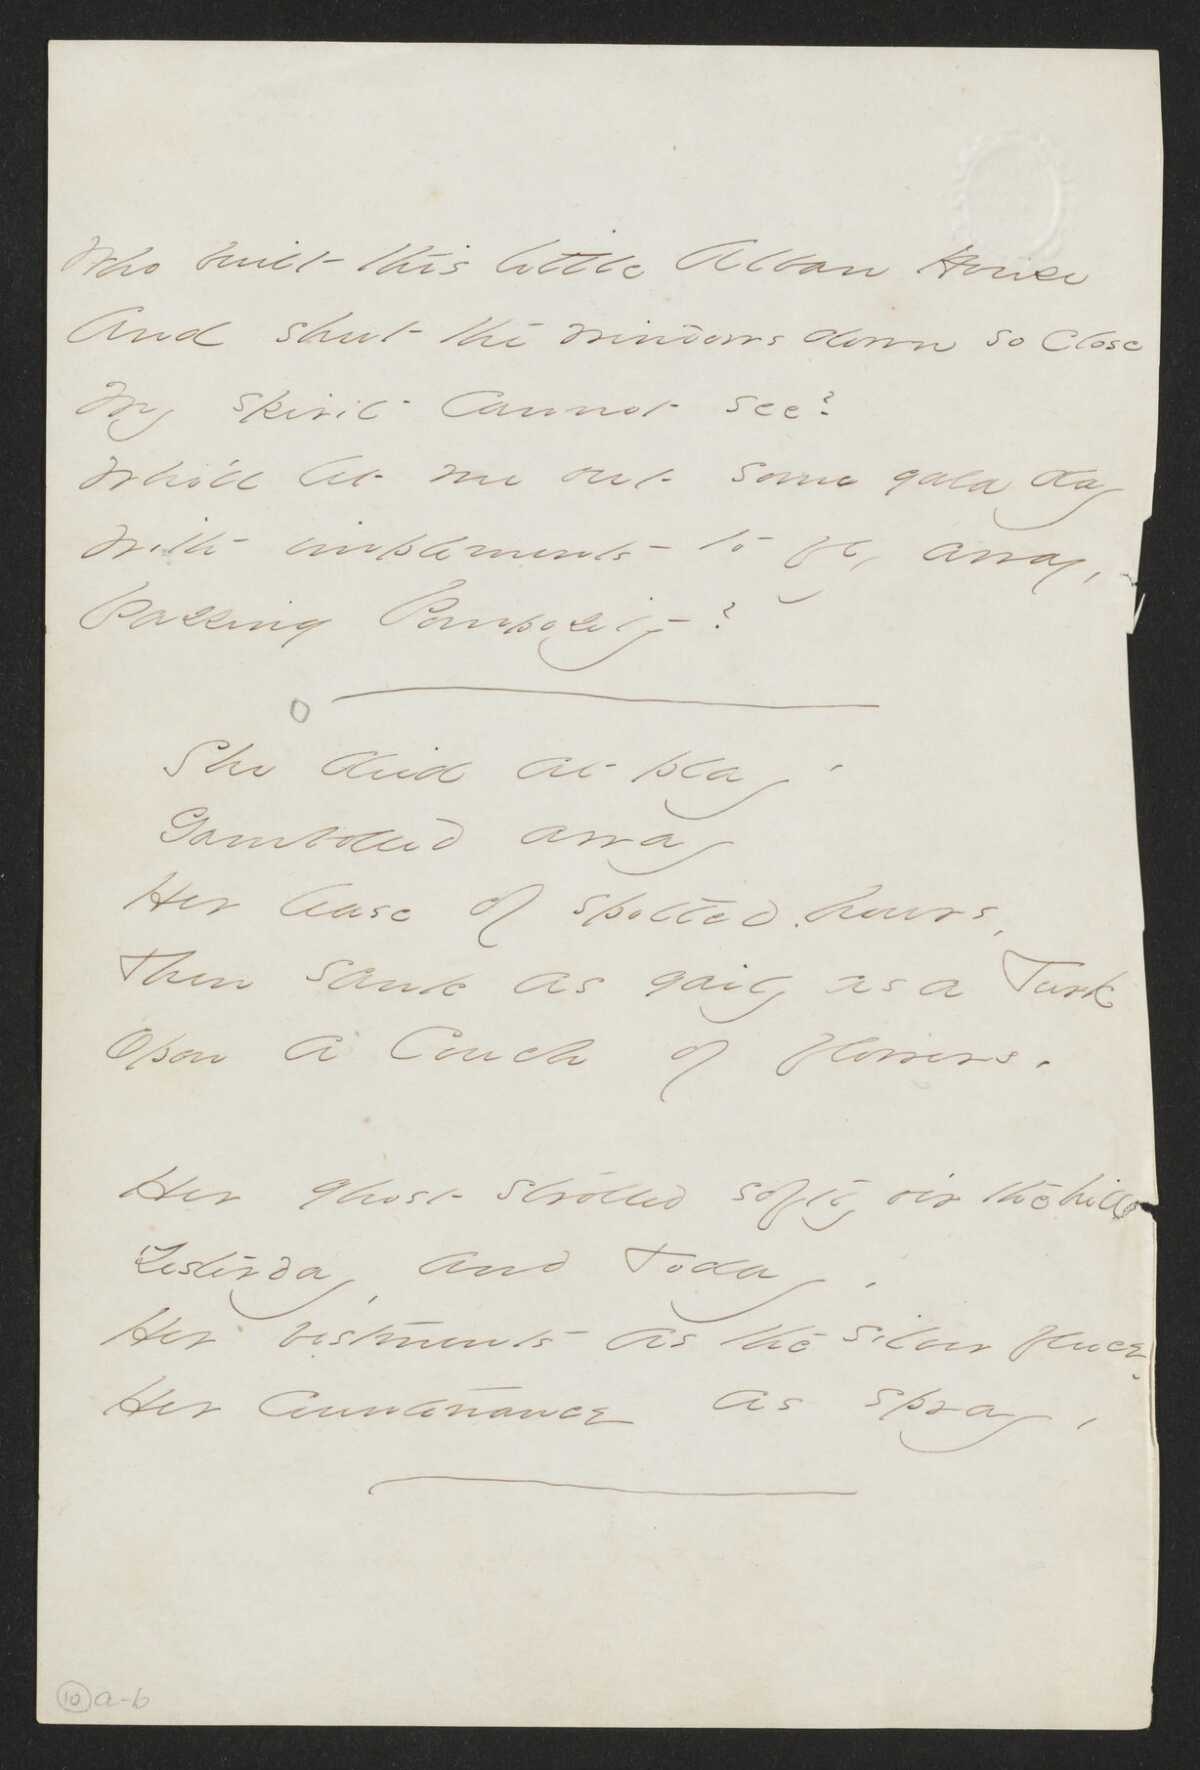 Who built this little Alban House
And shut the windows down so close
My spirit cannot see?
Who'll let me out some gala day
With implements to fly away,
Passing Pomposity?
She died at play,
Gambolled away
Her lease of spotted hours,
Then sank as gaily as a Turk
Upon a Couch of flowers.
Her ghost strolled softly o'er the hill
Yesterday, and Today,
Her vestments as the silver fleece,
Her countenance as spray,
10 a-b